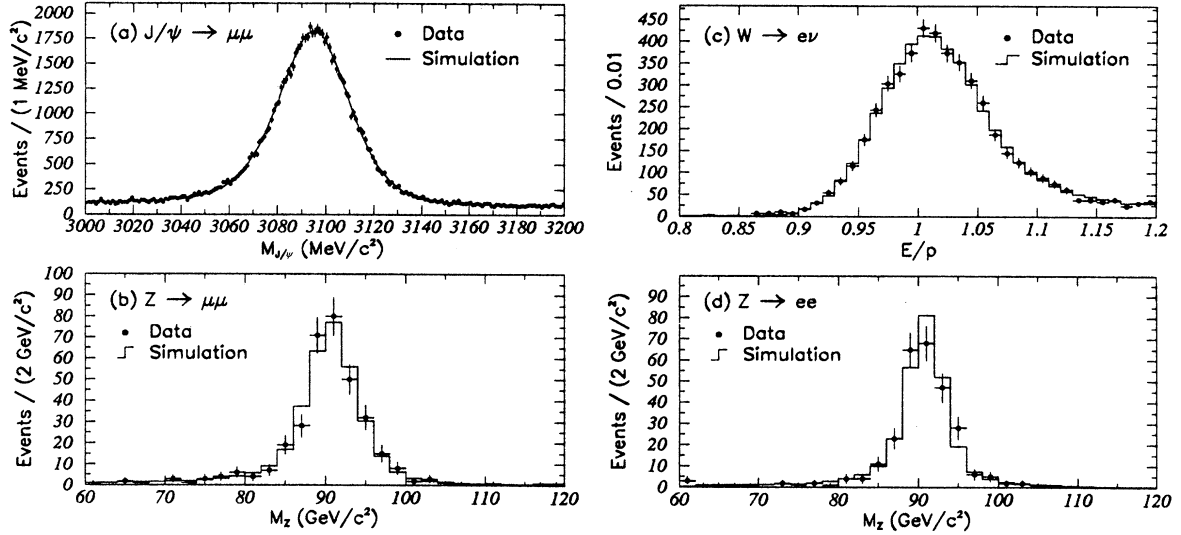 (a) J/ψ → μμ
Data
Simulation
Events / (1 MeV/c²)
2000
1750
1500
1250
1000
750
500
250
0
3000 3020 3040 3060 3080 3100 3120 3140 3160 3180 3200
M_J/ψ (MeV/c²)
(c) W → eν
Data
Simulation
Events / 0.01
450
400
350
300
250
200
150
100
50
0
0.8 0.85 0.9 0.95 1 1.05 1.1 1.15 1.2
E/p
(b) Z → μμ
Data
Simulation
Events / (2 GeV/c²)
100
90
80
70
60
50
40
30
20
10
0
60 70 80 90 100 110 120
M_Z (GeV/c²)
(d) Z → ee
Data
Simulation
Events / (2 GeV/c²)
90
80
70
60
50
40
30
20
10
0
60 70 80 90 100 110 120
M_Z (GeV/c²)